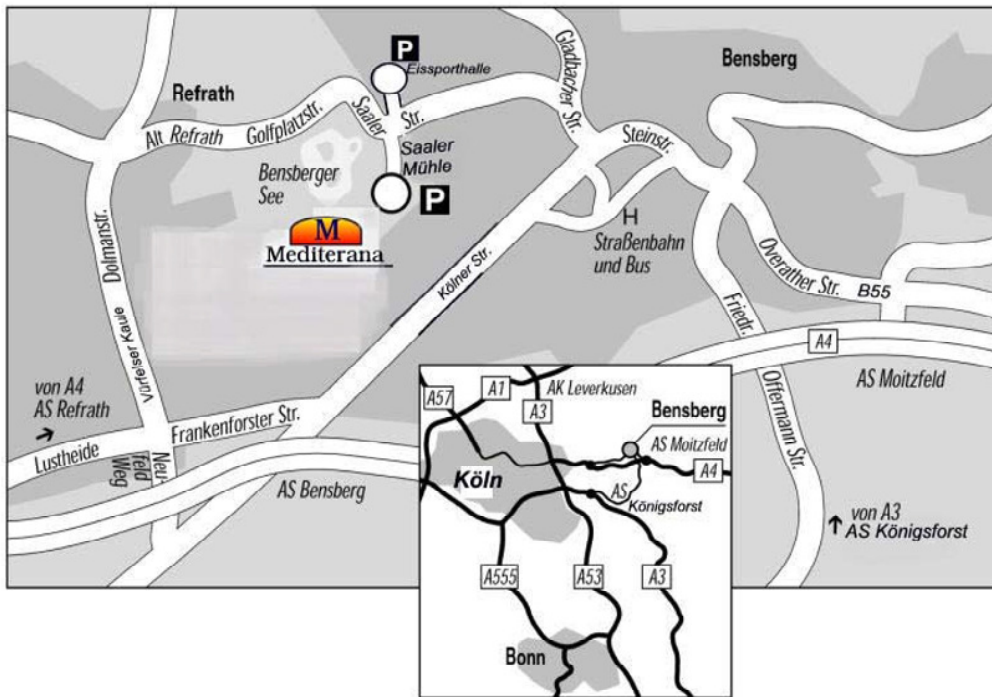 P
Eissporthalle
Gladbacher Str.
Bensberg
Refrath
Alt Refrath
Golfplatzstr.
Saaler
Str.
Steinstr.
Saaler
Mühle
Bensberger
See
P
H
Straßenbahn
und Bus
M
Mediterana
Dolmanstr.
Kölner Str.
Overather Str.
B55
Friedr.
Offermann Str.
A4
AS Moitzfeld
von A4
AS Refrath
Lustheide
Frankenforster Str.
Neu-
feld
Weg
AS Bensberg
von A3
AS Königsforst
A57
A1
AK Leverkusen
A3
Bensberg
AS Moitzfeld
A4
Köln
AS
Königsforst
A555
A53
A3
Bonn